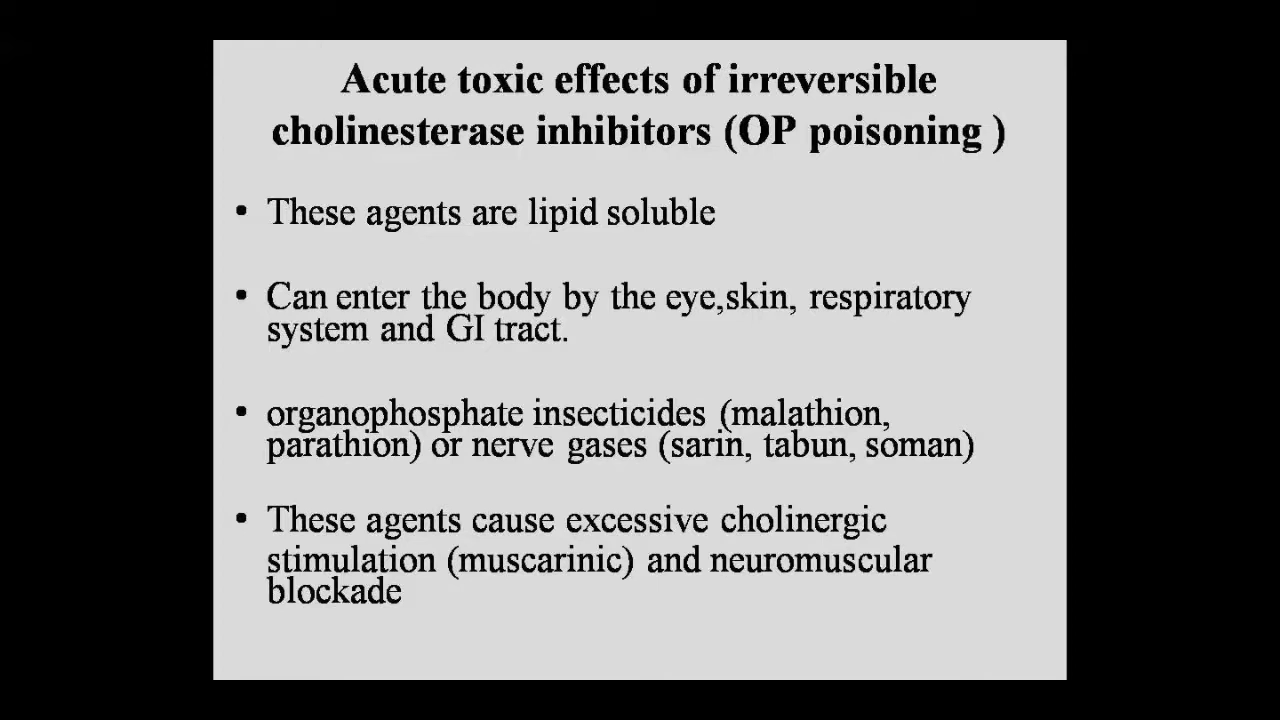 Acute toxic effects of irreversible
cholinesterase inhibitors (OP poisoning )
• These agents are lipid soluble
• Can enter the body by the eye,skin, respiratory
system and GI tract.
• organophosphate insecticides (malathion,
parathion) or nerve gases (sarin, tabun, soman)
• These agents cause excessive cholinergic
stimulation (muscarinic) and neuromuscular
blockade